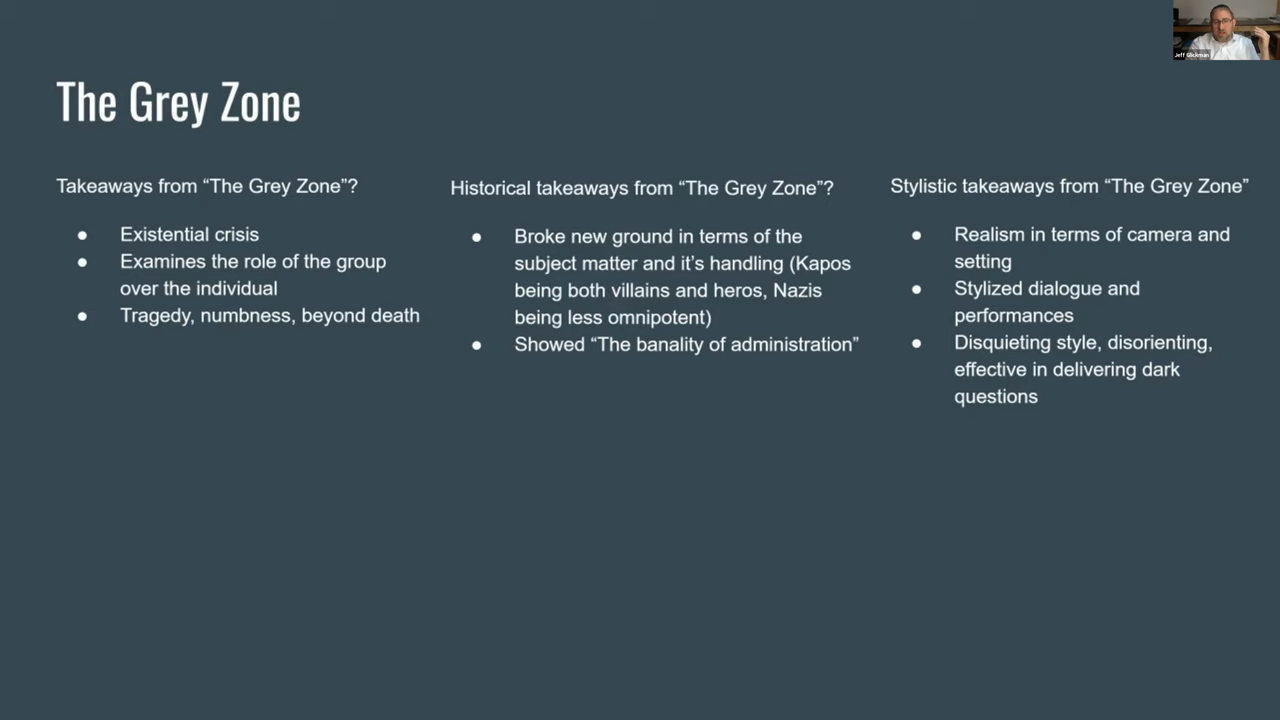 The Grey Zone
Takeaways from “The Grey Zone”?
● Existential crisis
● Examines the role of the group
over the individual
● Tragedy, numbness, beyond death
Historical takeaways from “The Grey Zone”?
● Broke new ground in terms of the
subject matter and it’s handling (Kapos
being both villains and heros, Nazis
being less omnipotent)
● Showed “The banality of administration”
Stylistic takeaways from “The Grey Zone”
● Realism in terms of camera and
setting
● Stylized dialogue and
performances
● Disquieting style, disorienting,
effective in delivering dark
questions
Jeff Glickman